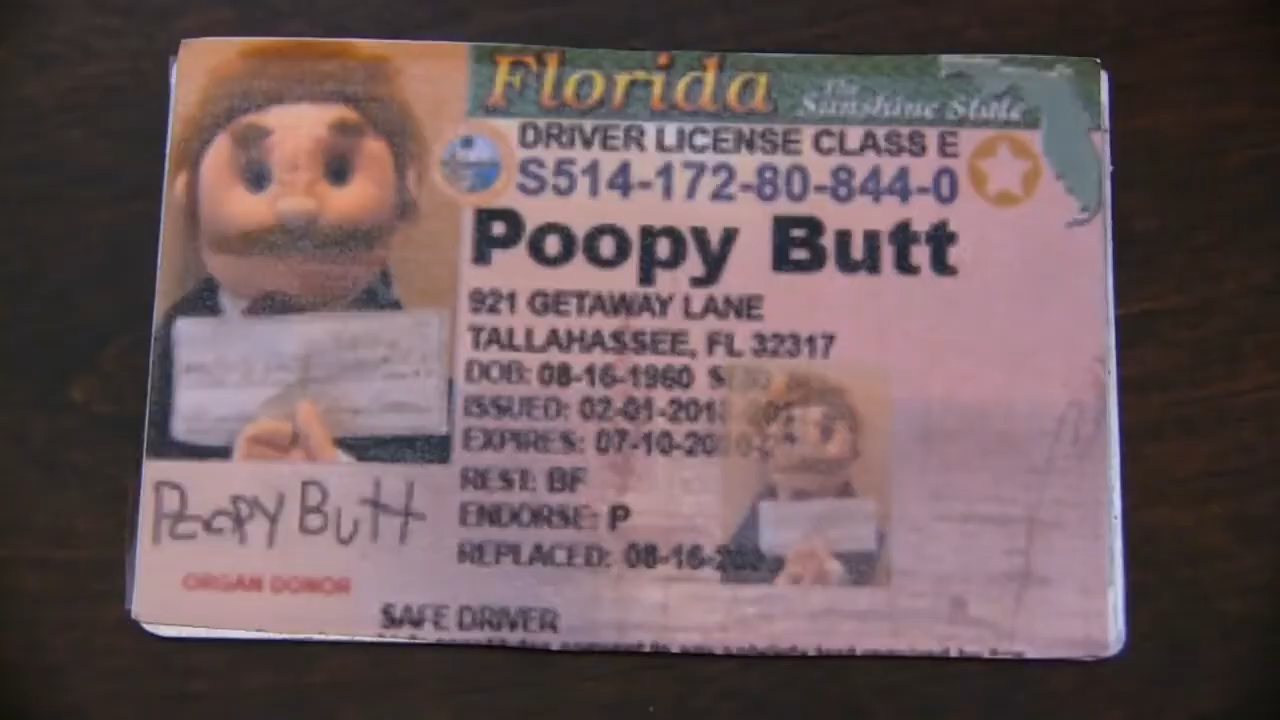 Florida The Sunshine State
DRIVER LICENSE CLASS E
S514-172-80-844-0
Poopy Butt
921 GETAWAY LANE
TALLAHASSEE, FL 32317
DOB: 08-16-1960
ISSUED: 02-01-201
EXPIRES: 07-10-20
REST: BF
ENDORSE: P
REPLACED: 08-16-20
Poopy Butt
ORGAN DONOR
SAFE DRIVER